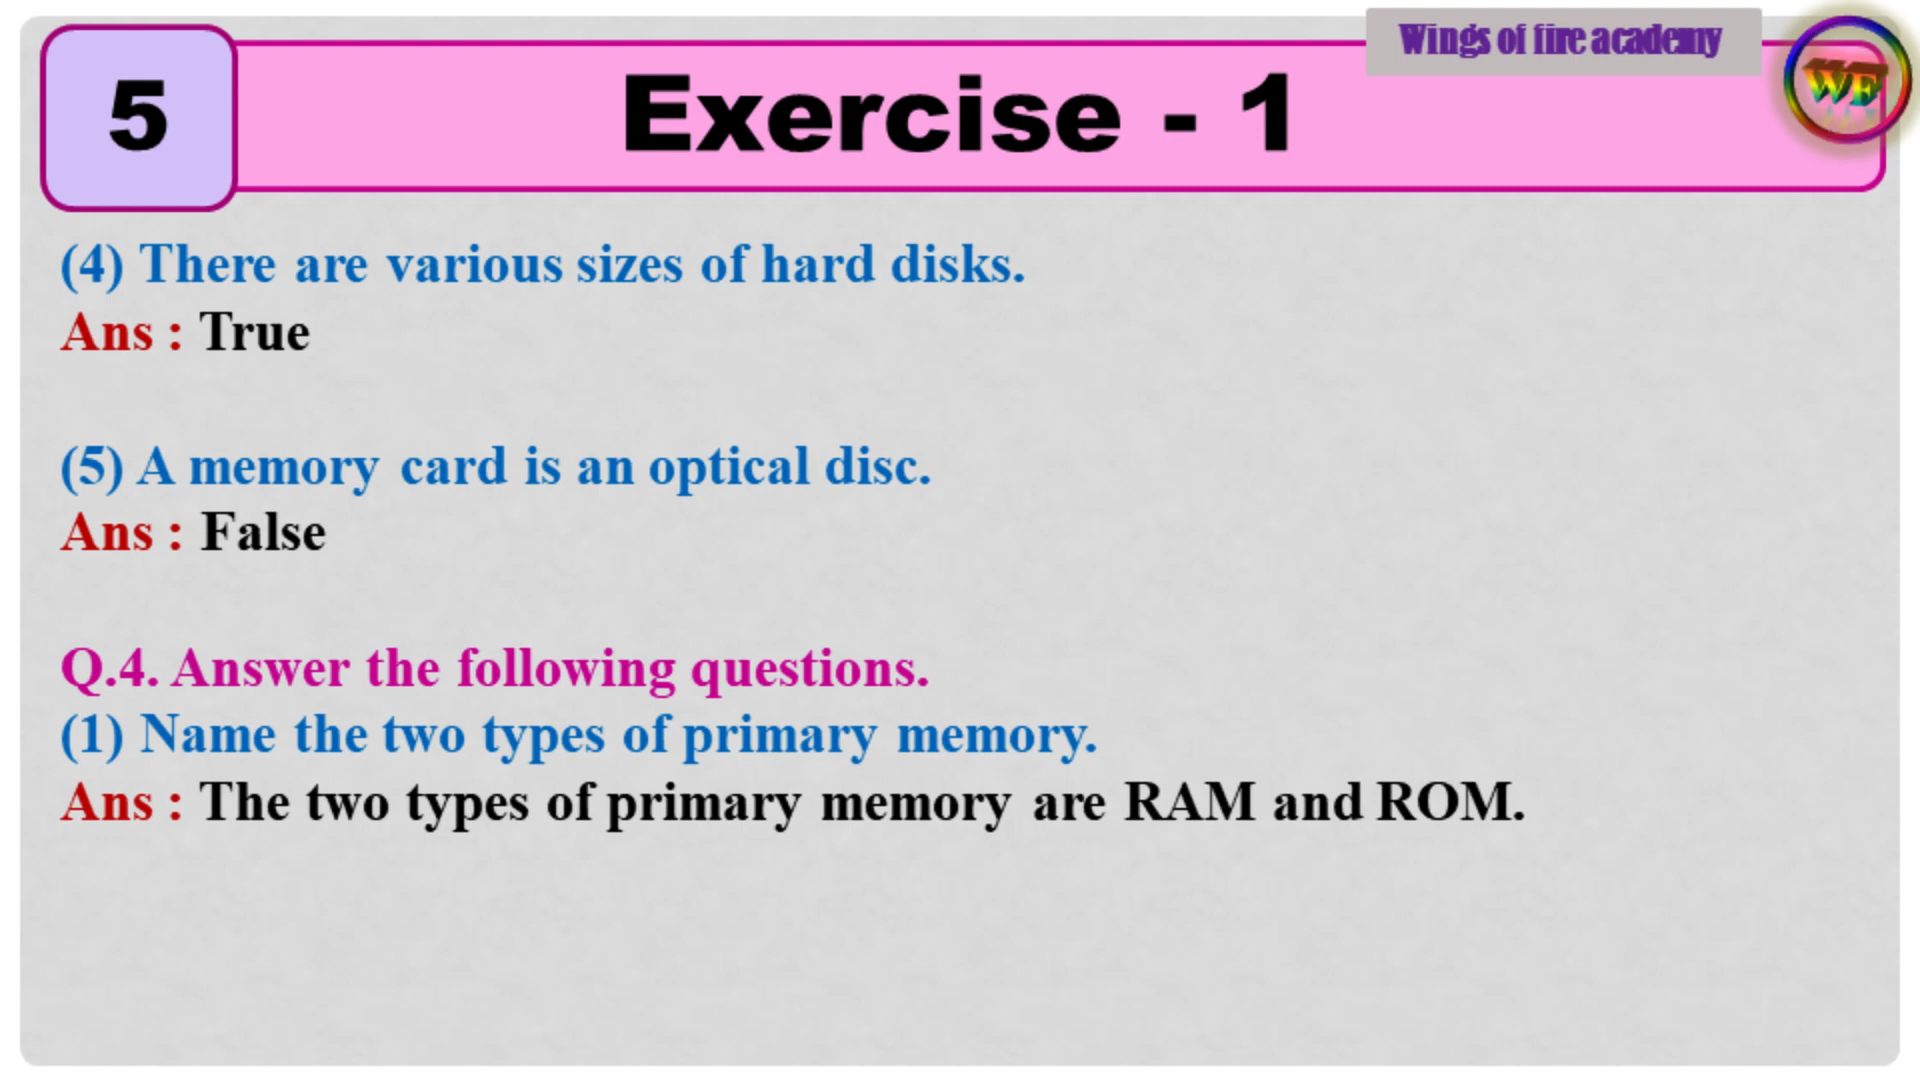 Wings of fire academy
WF
5
Exercise - 1
(4) There are various sizes of hard disks.
Ans : True
(5) A memory card is an optical disc.
Ans : False
Q.4. Answer the following questions.
(1) Name the two types of primary memory.
Ans : The two types of primary memory are RAM and ROM.